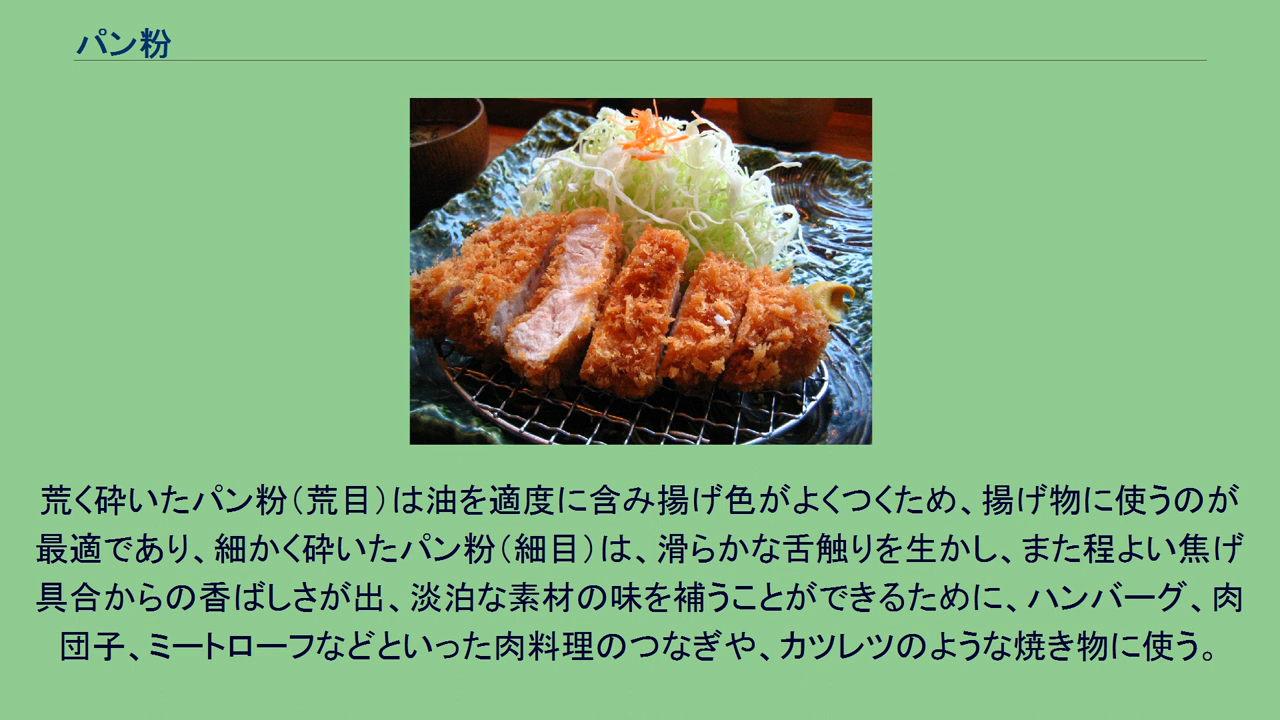 パン粉
荒く砕いたパン粉（荒目）は油を適度に含み揚げ色がよくつくため、揚げ物に使うのが
最適であり、細かく砕いたパン粉（細目）は、滑らかな舌触りを生かし、また程よい焦げ
具合からの香ばしさが出、淡泊な素材の味を補うことができるために、ハンバーグ、肉
団子、ミートローフなどといった肉料理のつなぎや、カツレツのような焼き物に使う。